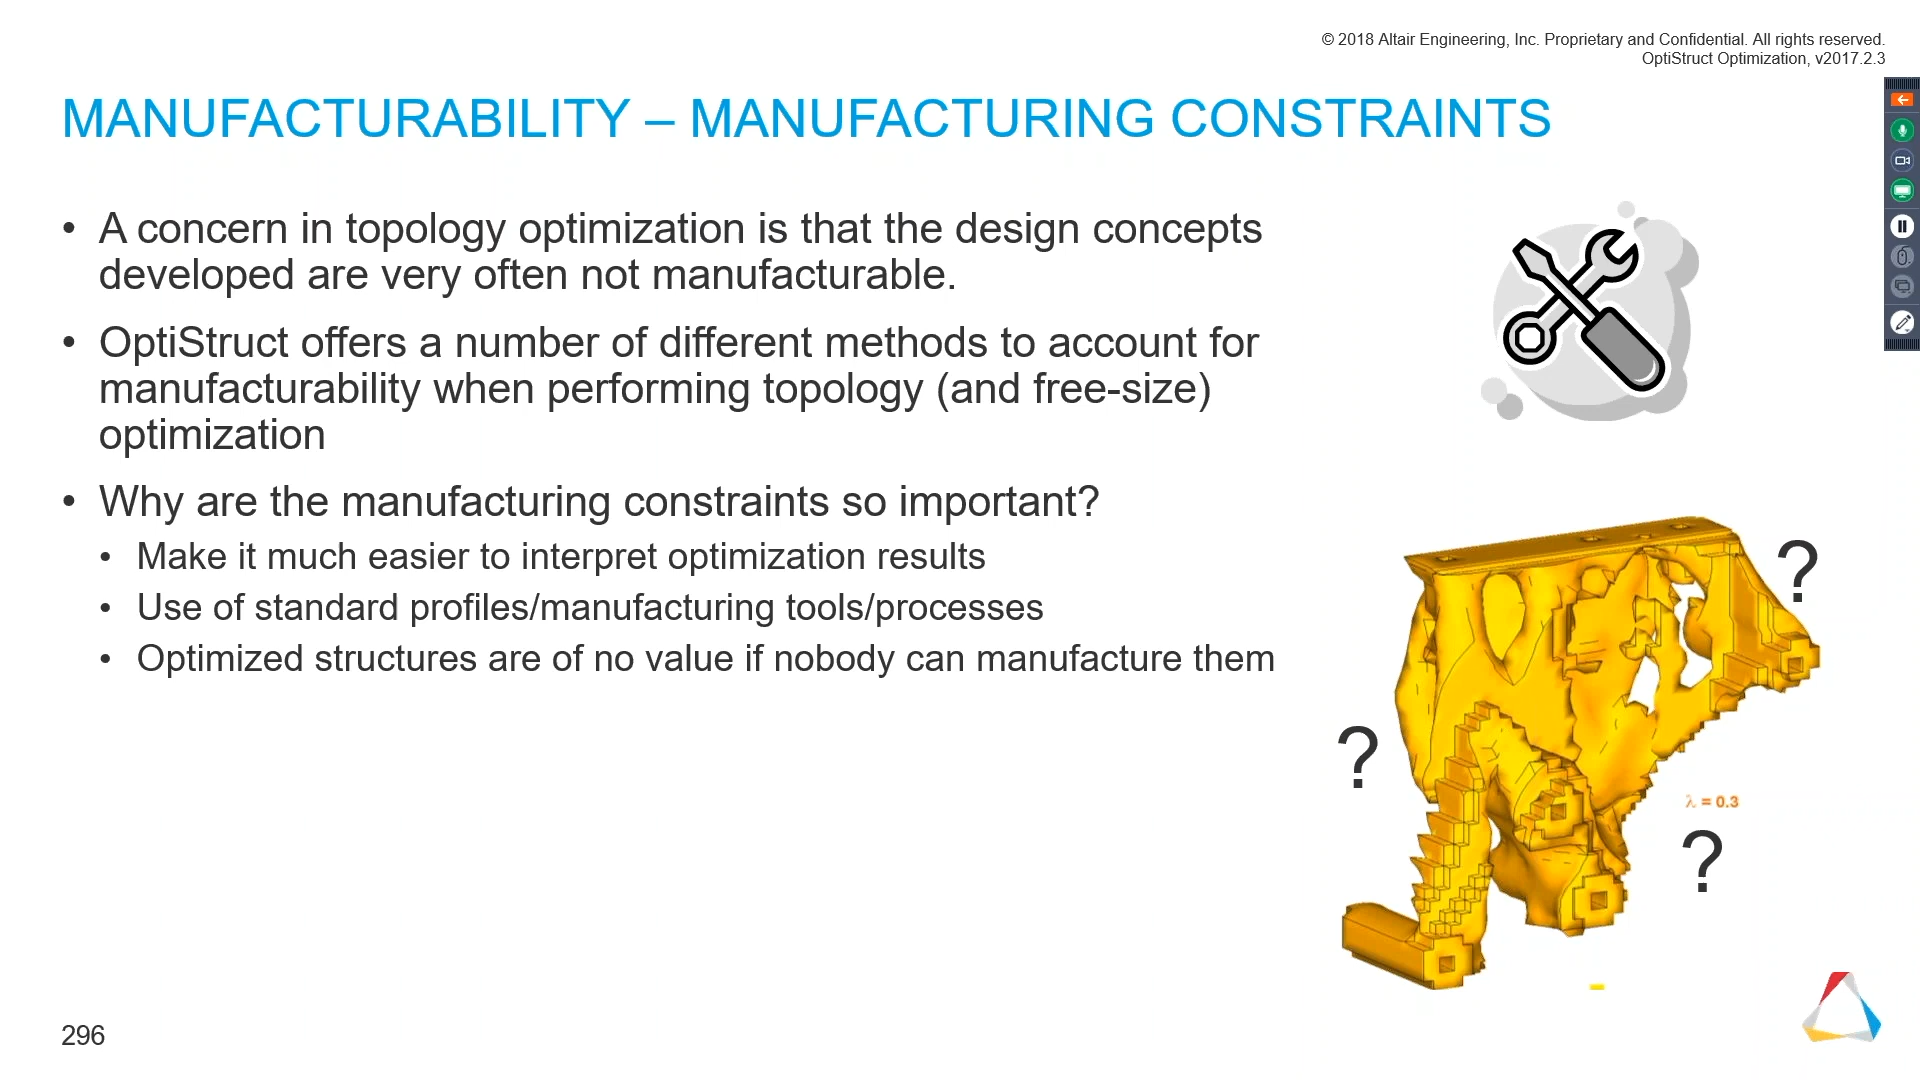 © 2018 Altair Engineering, Inc. Proprietary and Confidential. All rights reserved.
OptiStruct Optimization, v2017.2.3
MANUFACTURABILITY – MANUFACTURING CONSTRAINTS
• A concern in topology optimization is that the design concepts
developed are very often not manufacturable.
• OptiStruct offers a number of different methods to account for
manufacturability when performing topology (and free-size)
optimization
• Why are the manufacturing constraints so important?
• Make it much easier to interpret optimization results
• Use of standard profiles/manufacturing tools/processes
• Optimized structures are of no value if nobody can manufacture them
?
?
λ = 0.3
?
296